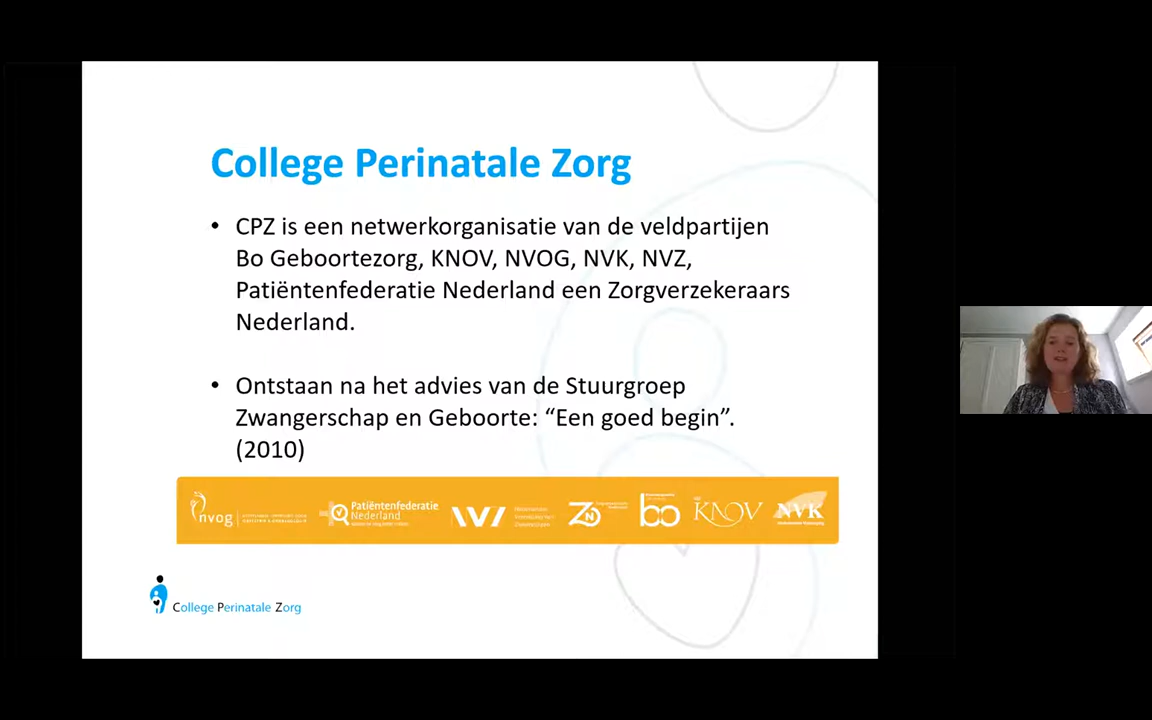 College Perinatale Zorg
• CPZ is een netwerkorganisatie van de veldpartijen
Bo Geboortezorg, KNOV, NVOG, NVK, NVZ,
Patiëntenfederatie Nederland een Zorgverzekeraars
Nederland.
• Ontstaan na het advies van de Stuurgroep
Zwangerschap en Geboorte: “Een goed begin”.
(2010)
nvog
Patiëntenfederatie
Nederland
ZN
bo
KNOV
NVK
College Perinatale Zorg